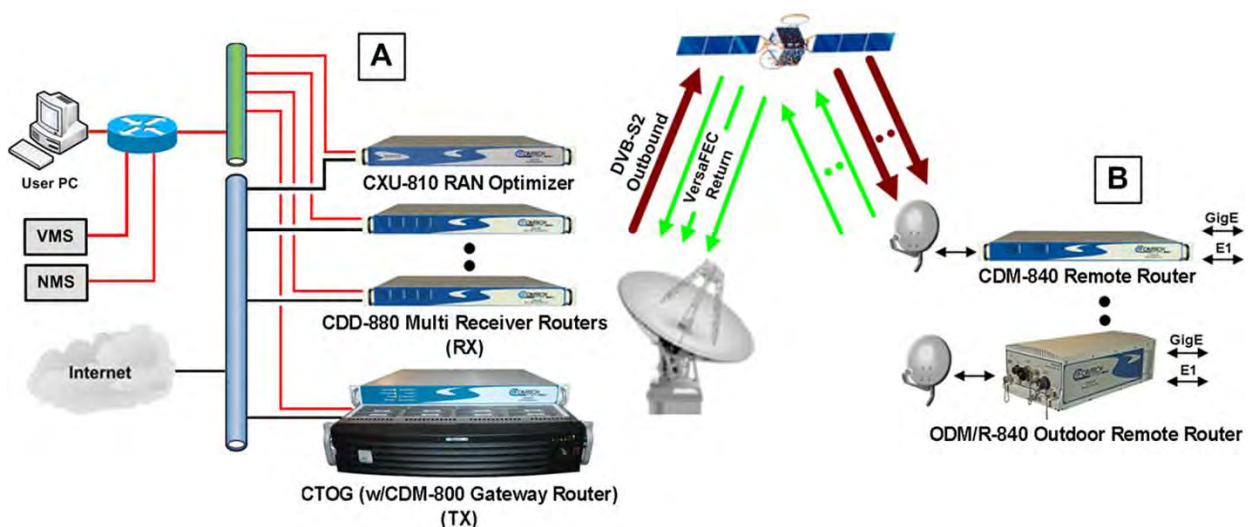 A
User PC
VMS
NMS
Internet
CXU-810 RAN Optimizer
CDD-880 Multi Receiver Routers
(RX)
CTOG (w/CDM-800 Gateway Router)
(TX)
DVB-S2
Outbound
VersaFEC
Return
B
GigE
E1
CDM-840 Remote Router
GigE
E1
ODM/R-840 Outdoor Remote Router